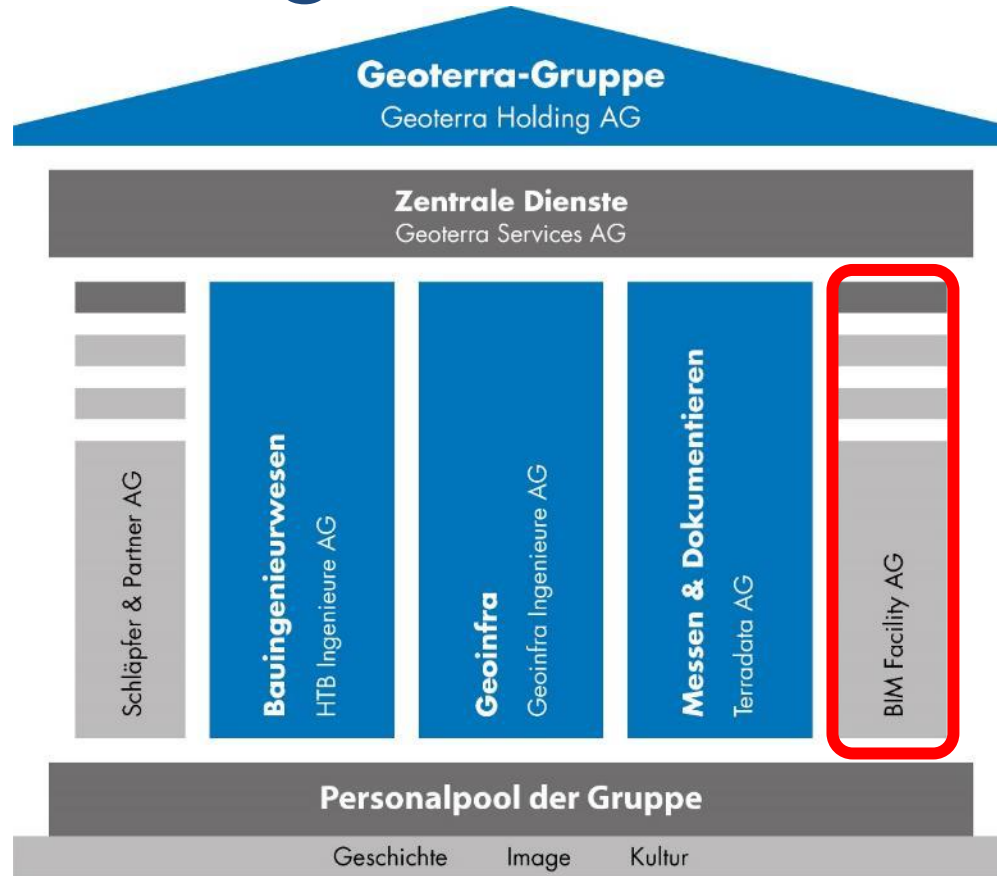 Geoterra-Gruppe
Geoterra Holding AG
Zentrale Dienste
Geoterra Services AG
Schläpfer & Partner AG
Bauingenieurwesen
HTB Ingenieure AG
Geoinfra
Geoinfra Ingenieure AG
Messen & Dokumentieren
Terradata AG
BIM Facility AG
Personalpool der Gruppe
Geschichte Image Kultur